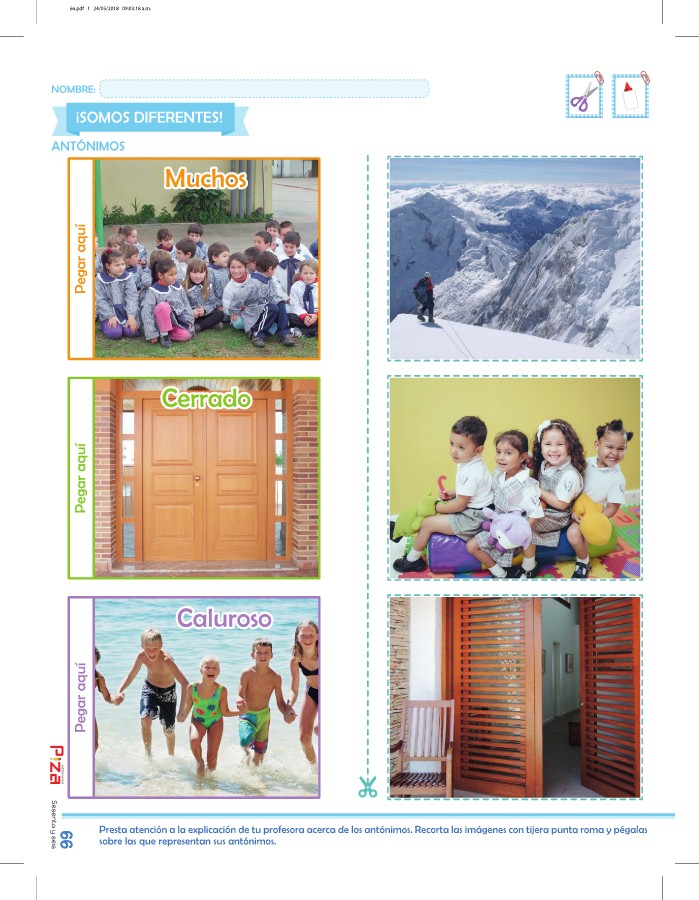 66.pdf 1 24/05/2018 09:03:18 a.m.
NOMBRE:
¡SOMOS DIFERENTES!
ANTÓNIMOS
Muchos
Pegar aquí
Cerrado
Pegar aquí
Caluroso
Pegar aquí
Piza
Sesenta y seis
66
Presta atención a la explicación de tu profesora acerca de los antónimos. Recorta las imágenes con tijera punta roma y pégalas
sobre las que representan sus antónimos.